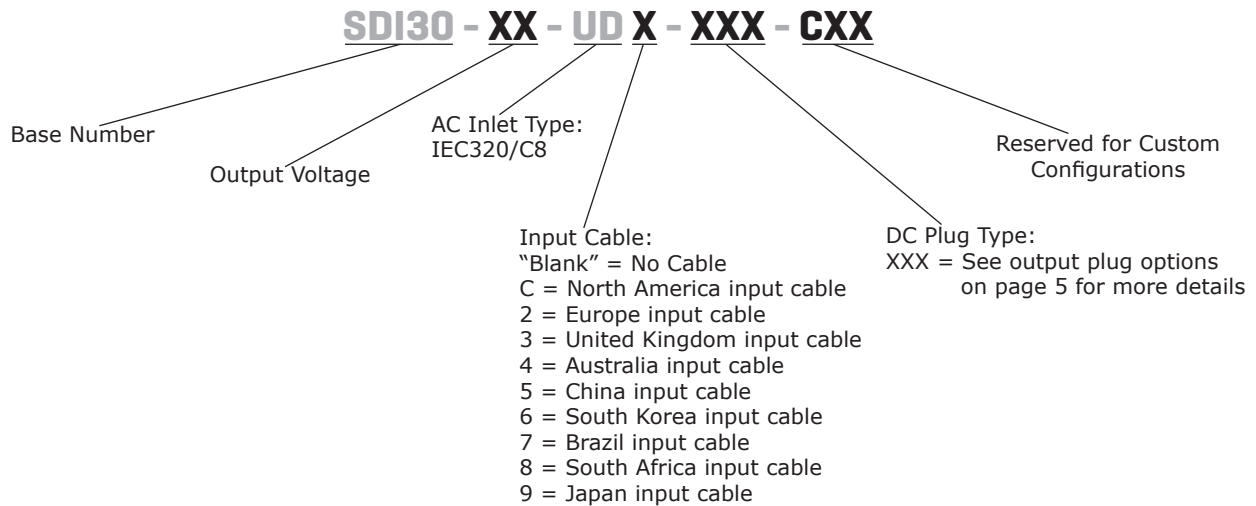 SDI30 - XX - UD X - XXX - CXX
Base Number
Output Voltage
AC Inlet Type:
IEC320/C8
Input Cable:
“Blank” = No Cable
C = North America input cable
2 = Europe input cable
3 = United Kingdom input cable
4 = Australia input cable
5 = China input cable
6 = South Korea input cable
7 = Brazil input cable
8 = South Africa input cable
9 = Japan input cable
DC Plug Type:
XXX = See output plug options
on page 5 for more details
Reserved for Custom
Configurations